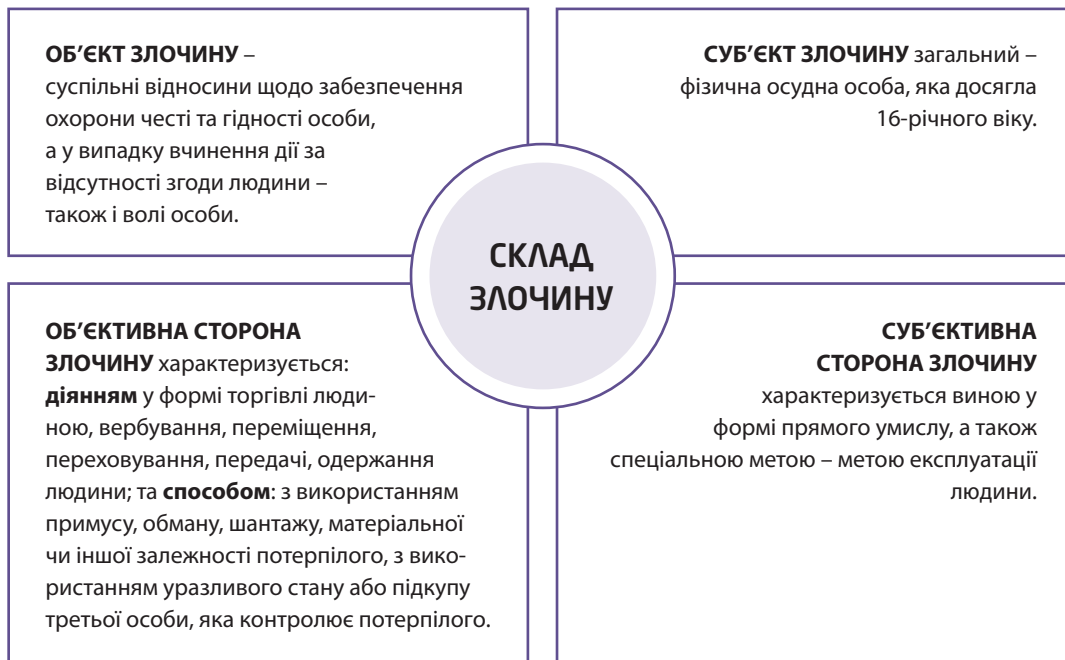 ОБ’ЄКТ ЗЛОЧИНУ –
суспільні відносини щодо забезпечення
охорони честі та гідності особи,
а у випадку вчинення дії за
відсутності згоди людини –
також і волі особи.
СУБ’ЄКТ ЗЛОЧИНУ загальний –
фізична осудна особа, яка досягла
16-річного віку.
СКЛАД
ЗЛОЧИНУ
ОБ’ЄКТИВНА СТОРОНА
ЗЛОЧИНУ характеризується:
діянням у формі торгівлі люди-
ною, вербування, переміщення,
переховування, передачі, одержання
людини; та способом: з використанням
примусу, обману, шантажу, матеріальної
чи іншої залежності потерпілого, з вико-
ристанням уразливого стану або підкупу
третьої особи, яка контролює потерпілого.
СУБ’ЄКТИВНА
СТОРОНА ЗЛОЧИНУ
характеризується виною у
формі прямого умислу, а також
спеціальною метою – метою експлуатації
людини.